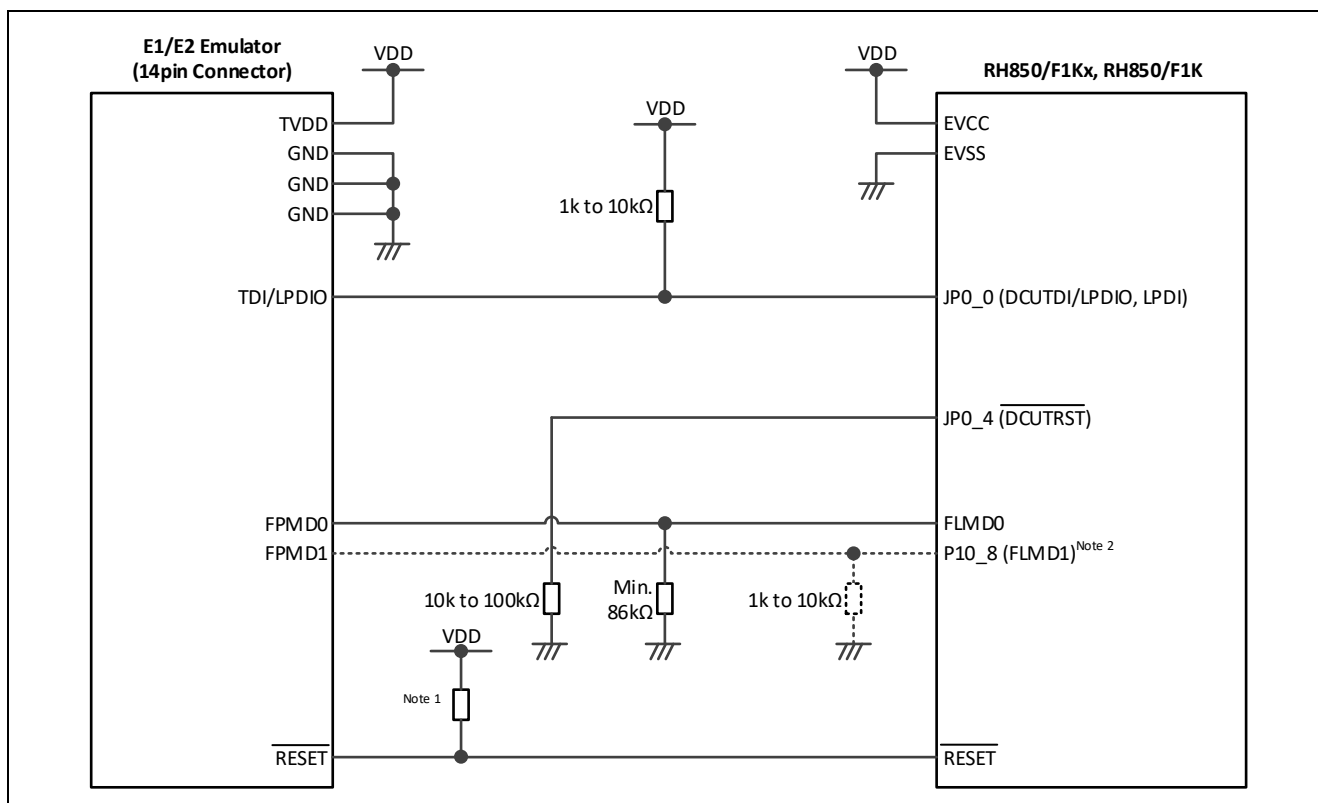 E1/E2 Emulator
(14pin Connector)
VDD
VDD
RH850/F1Kx, RH850/F1K
TVDD
VDD
EVCC
GND
EVSS
GND
GND
1k to 10kΩ
TDI/LPDIO
JP0_0 (DCUTDI/LPDIO, LPDI)
JP0_4 (DCUTRST)
FPMD0
FLMD0
FPMD1
P10_8 (FLMD1)Note 2
10k to 100kΩ
Min.
86kΩ
1k to 10kΩ
VDD
Note 1
RESET
RESET